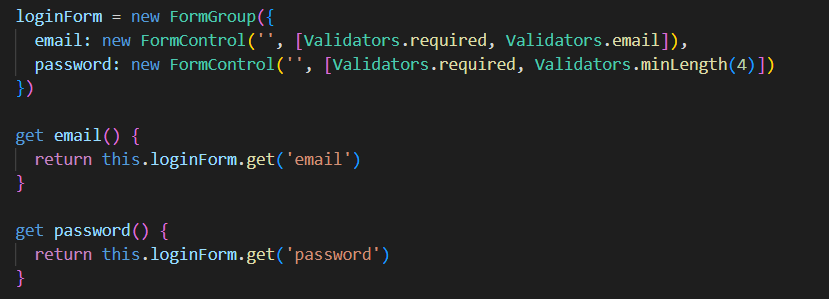 loginForm = new FormGroup({
  email: new FormControl('', [Validators.required, Validators.email]),
  password: new FormControl('', [Validators.required, Validators.minLength(4)])
})
get email() {
  return this.loginForm.get('email')
}
get password() {
  return this.loginForm.get('password')
}